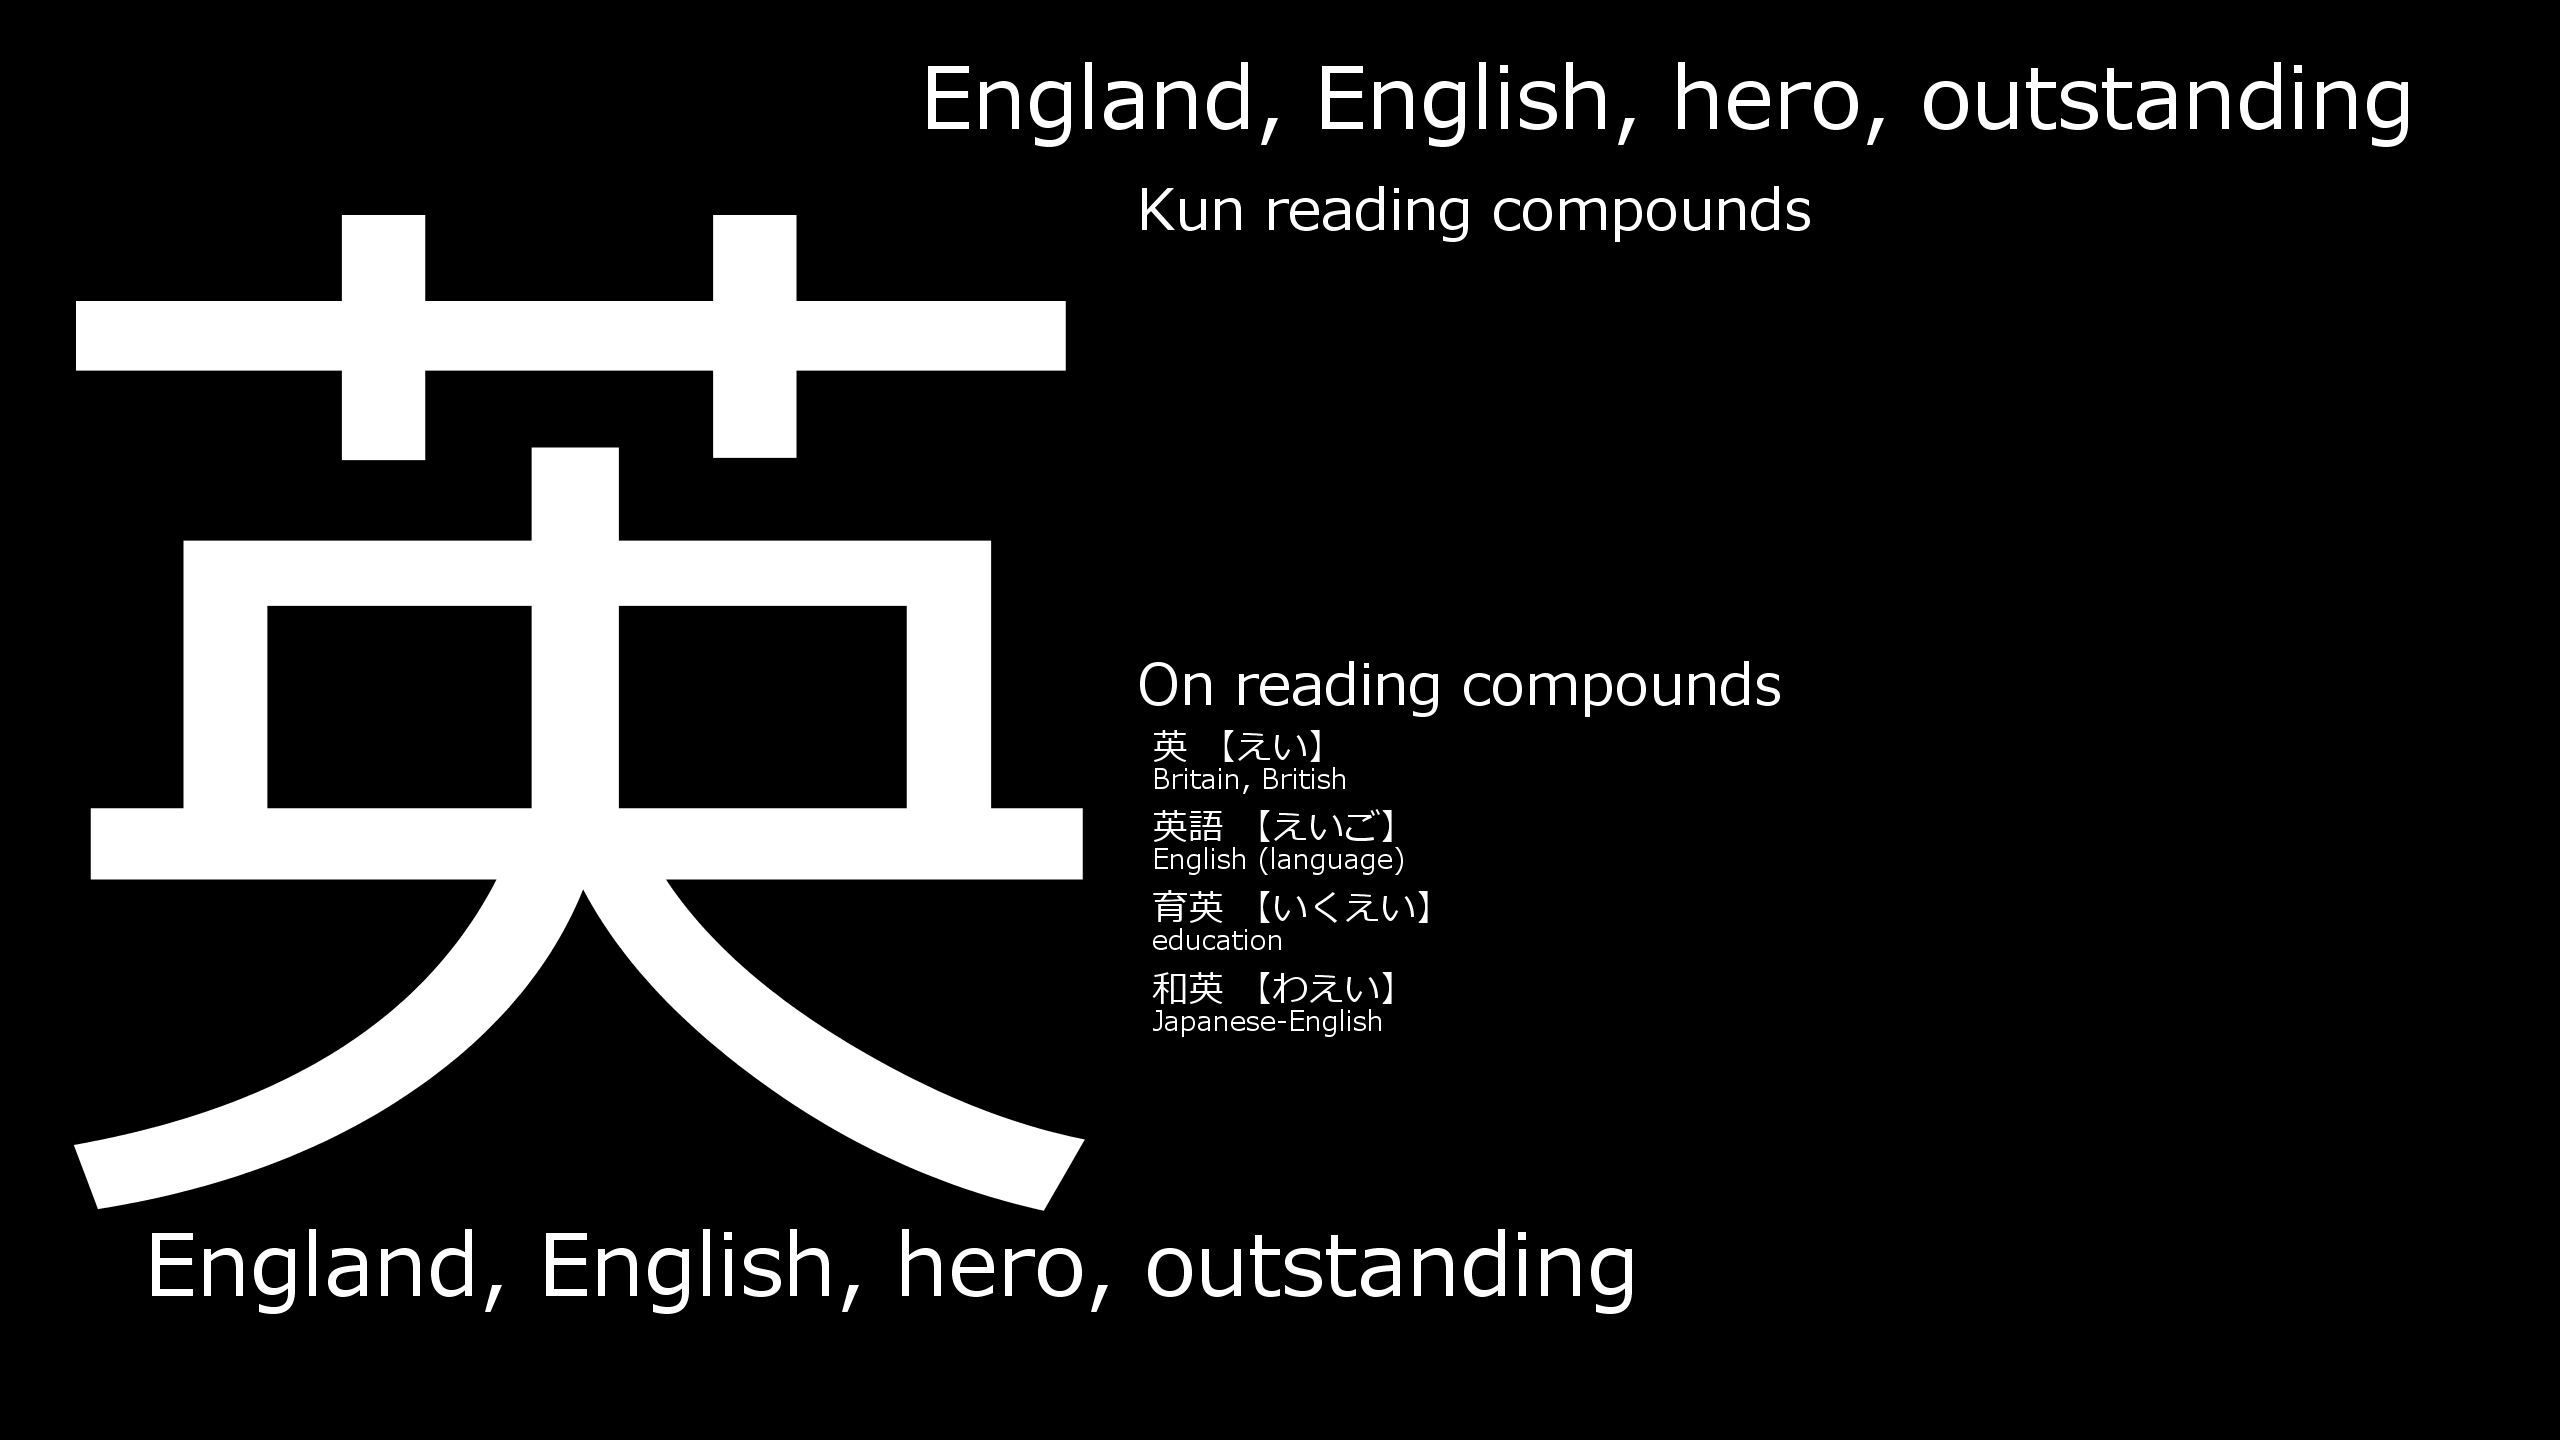 England, English, hero, outstanding
英
Kun reading compounds
On reading compounds
英 【えい】
Britain, British
英語 【えいご】
English (language)
育英 【いくえい】
education
和英 【わえい】
Japanese-English
England, English, hero, outstanding